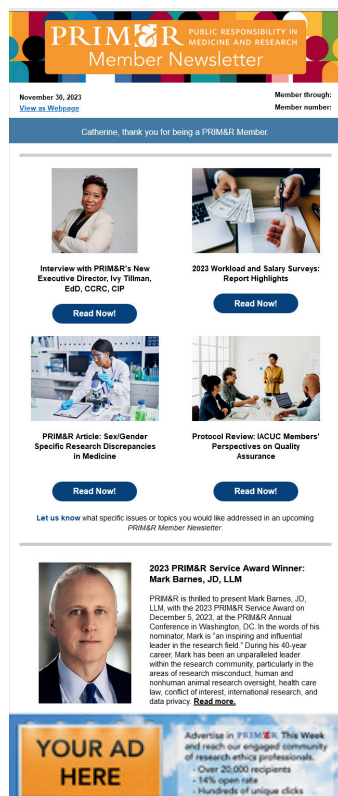 PRIM&R PUBLIC RESPONSIBILITY IN
MEDICINE AND RESEARCH
Member Newsletter
November 30, 2023
View as Webpage
Member through:
Member number:
Catherine, thank you for being a PRIM&R Member.
Interview with PRIM&R's New
Executive Director, Ivy Tillman,
EdD, CCRC, CIP
Read Now!
2023 Workload and Salary Surveys:
Report Highlights
Read Now!
PRIM&R Article: Sex/Gender
Specific Research Discrepancies
in Medicine
Read Now!
Protocol Review: IACUC Members'
Perspectives on Quality
Assurance
Read Now!
Let us know what specific issues or topics you would like addressed in an upcoming
PRIM&R Member Newsletter.
2023 PRIM&R Service Award Winner:
Mark Barnes, JD, LLM
PRIM&R is thrilled to present Mark Barnes, JD,
LLM, with the 2023 PRIM&R Service Award on
December 5, 2023, at the PRIM&R Annual
Conference in Washington, DC. In the words of his
nominator, Mark is "an inspiring and influential
leader in the research field." During his 40-year
career, Mark has been an unparalleled leader
within the research community, particularly in the
areas of research misconduct, human and
nonhuman animal research oversight, health care
law, conflict of interest, international research, and
data privacy. Read more.
YOUR AD
HERE
Advertise in PRIM&R This Week
and reach our engaged community
of research ethics professionals.
- Over 20,000 recipients
- 14% open rate
- Hundreds of unique clicks